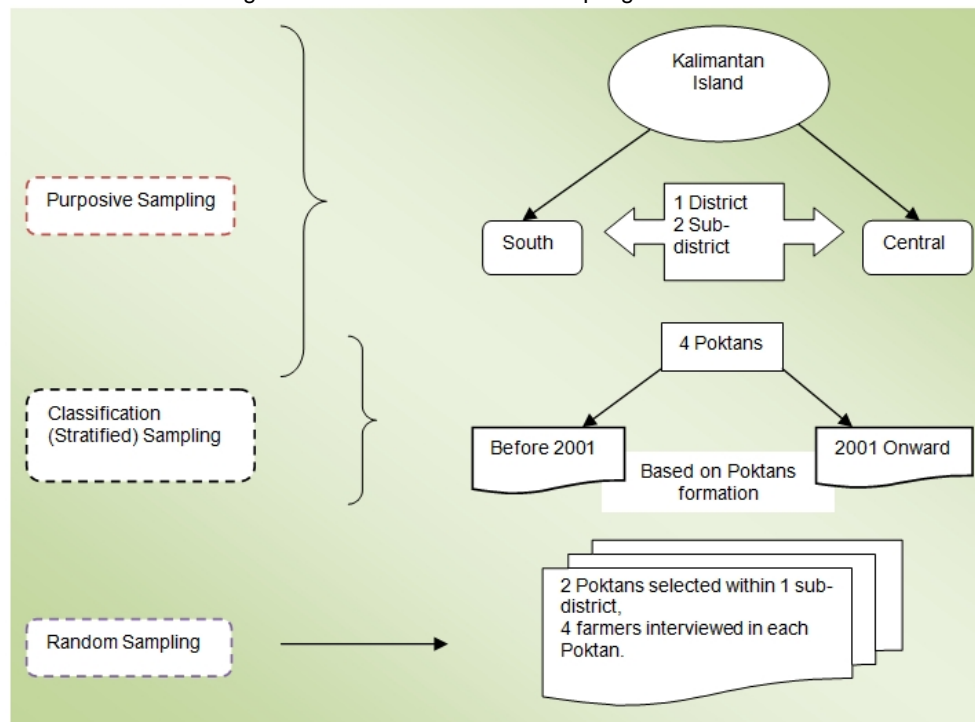 Kalimantan
Island
Purposive Sampling
1 District
2 Sub-
district
South
Central
4 Poktans
Classification
(Stratified) Sampling
Before 2001
2001 Onward
Based on Poktans
formation
2 Poktans selected within 1 sub-
district,
4 farmers interviewed in each
Poktan.
Random Sampling